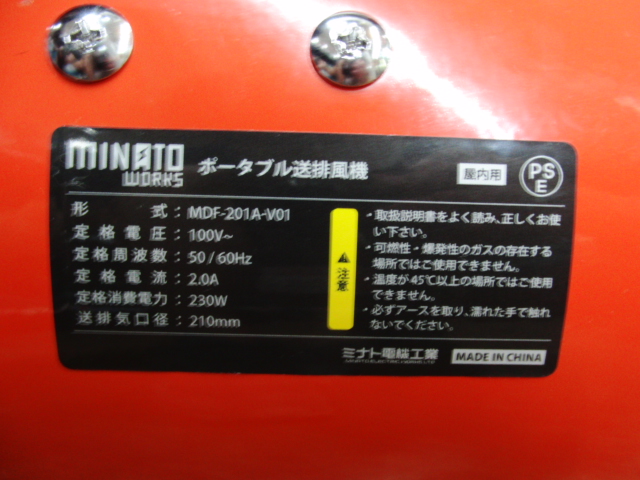 MINATO WORKS ポータブル送排風機 屋内用 PSE
形 式 : MDF-201A-V01
定格電圧 : 100V~
定格周波数 : 50/60Hz
定格電流 : 2.0A
定格消費電力 : 230W
送排気口径 : 210mm
注意
・取扱説明書をよく読み、正しくお使い下さい。
・可燃性・爆発性のガスの存在する
場所ではご使用できません。
・温度が45℃以上の場所ではご使用
できません。
・必ずアースを取り、濡れた手で触れ
ないでください。
ミナト電機工業
MADE IN CHINA